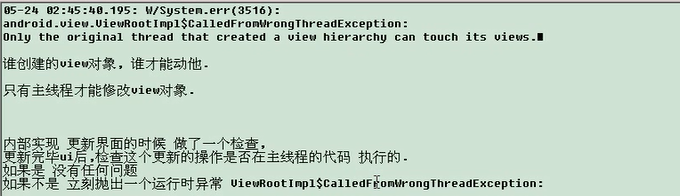 05-24 02:45:40.195: W/System.err(3516):
android.view.ViewRootImpl$CalledFromWrongThreadException:
Only the original thread that created a view hierarchy can touch its views.
谁创建的view对象，谁才能动他.
只有主线程才能修改view对象.
内部实现 更新界面的时候 做了一个检查,
更新完毕ui后,检查这个更新的操作是否在主线程的代码 执行的.
如果是 没有任何问题
如果不是 立刻抛出一个运行时异常 ViewRootImpl$CalledFromWrongThreadException: